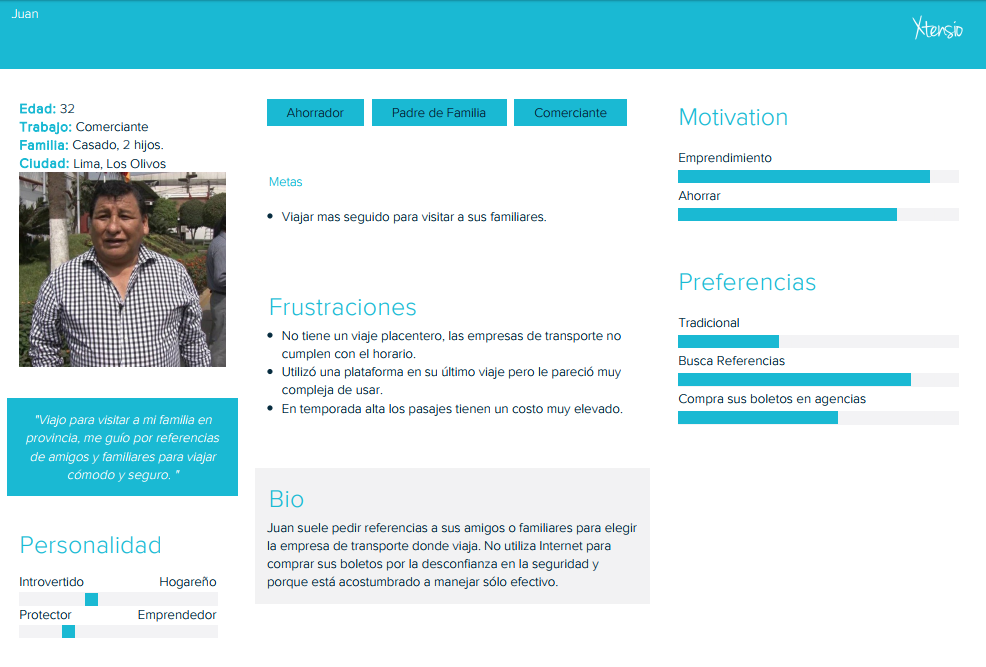 Juan
Xtensio
Edad: 32
Trabajo: Comerciante
Familia: Casado, 2 hijos.
Ciudad: Lima, Los Olivos
"Viajo para visitar a mi familia en
provincia, me guío por referencias
de amigos y familiares para viajar
cómodo y seguro. "
Personalidad
Introvertido Hogareño
Protector Emprendedor
Ahorrador Padre de Familia Comerciante
Metas
• Viajar mas seguido para visitar a sus familiares.
Frustraciones
• No tiene un viaje placentero, las empresas de transporte no
cumplen con el horario.
• Utilizó una plataforma en su último viaje pero le pareció muy
compleja de usar.
• En temporada alta los pasajes tienen un costo muy elevado.
Bio
Juan suele pedir referencias a sus amigos o familiares para elegir
la empresa de transporte donde viaja. No utiliza Internet para
comprar sus boletos por la desconfianza en la seguridad y
porque está acostumbrado a manejar sólo efectivo.
Motivation
Emprendimiento
Ahorrar
Preferencias
Tradicional
Busca Referencias
Compra sus boletos en agencias